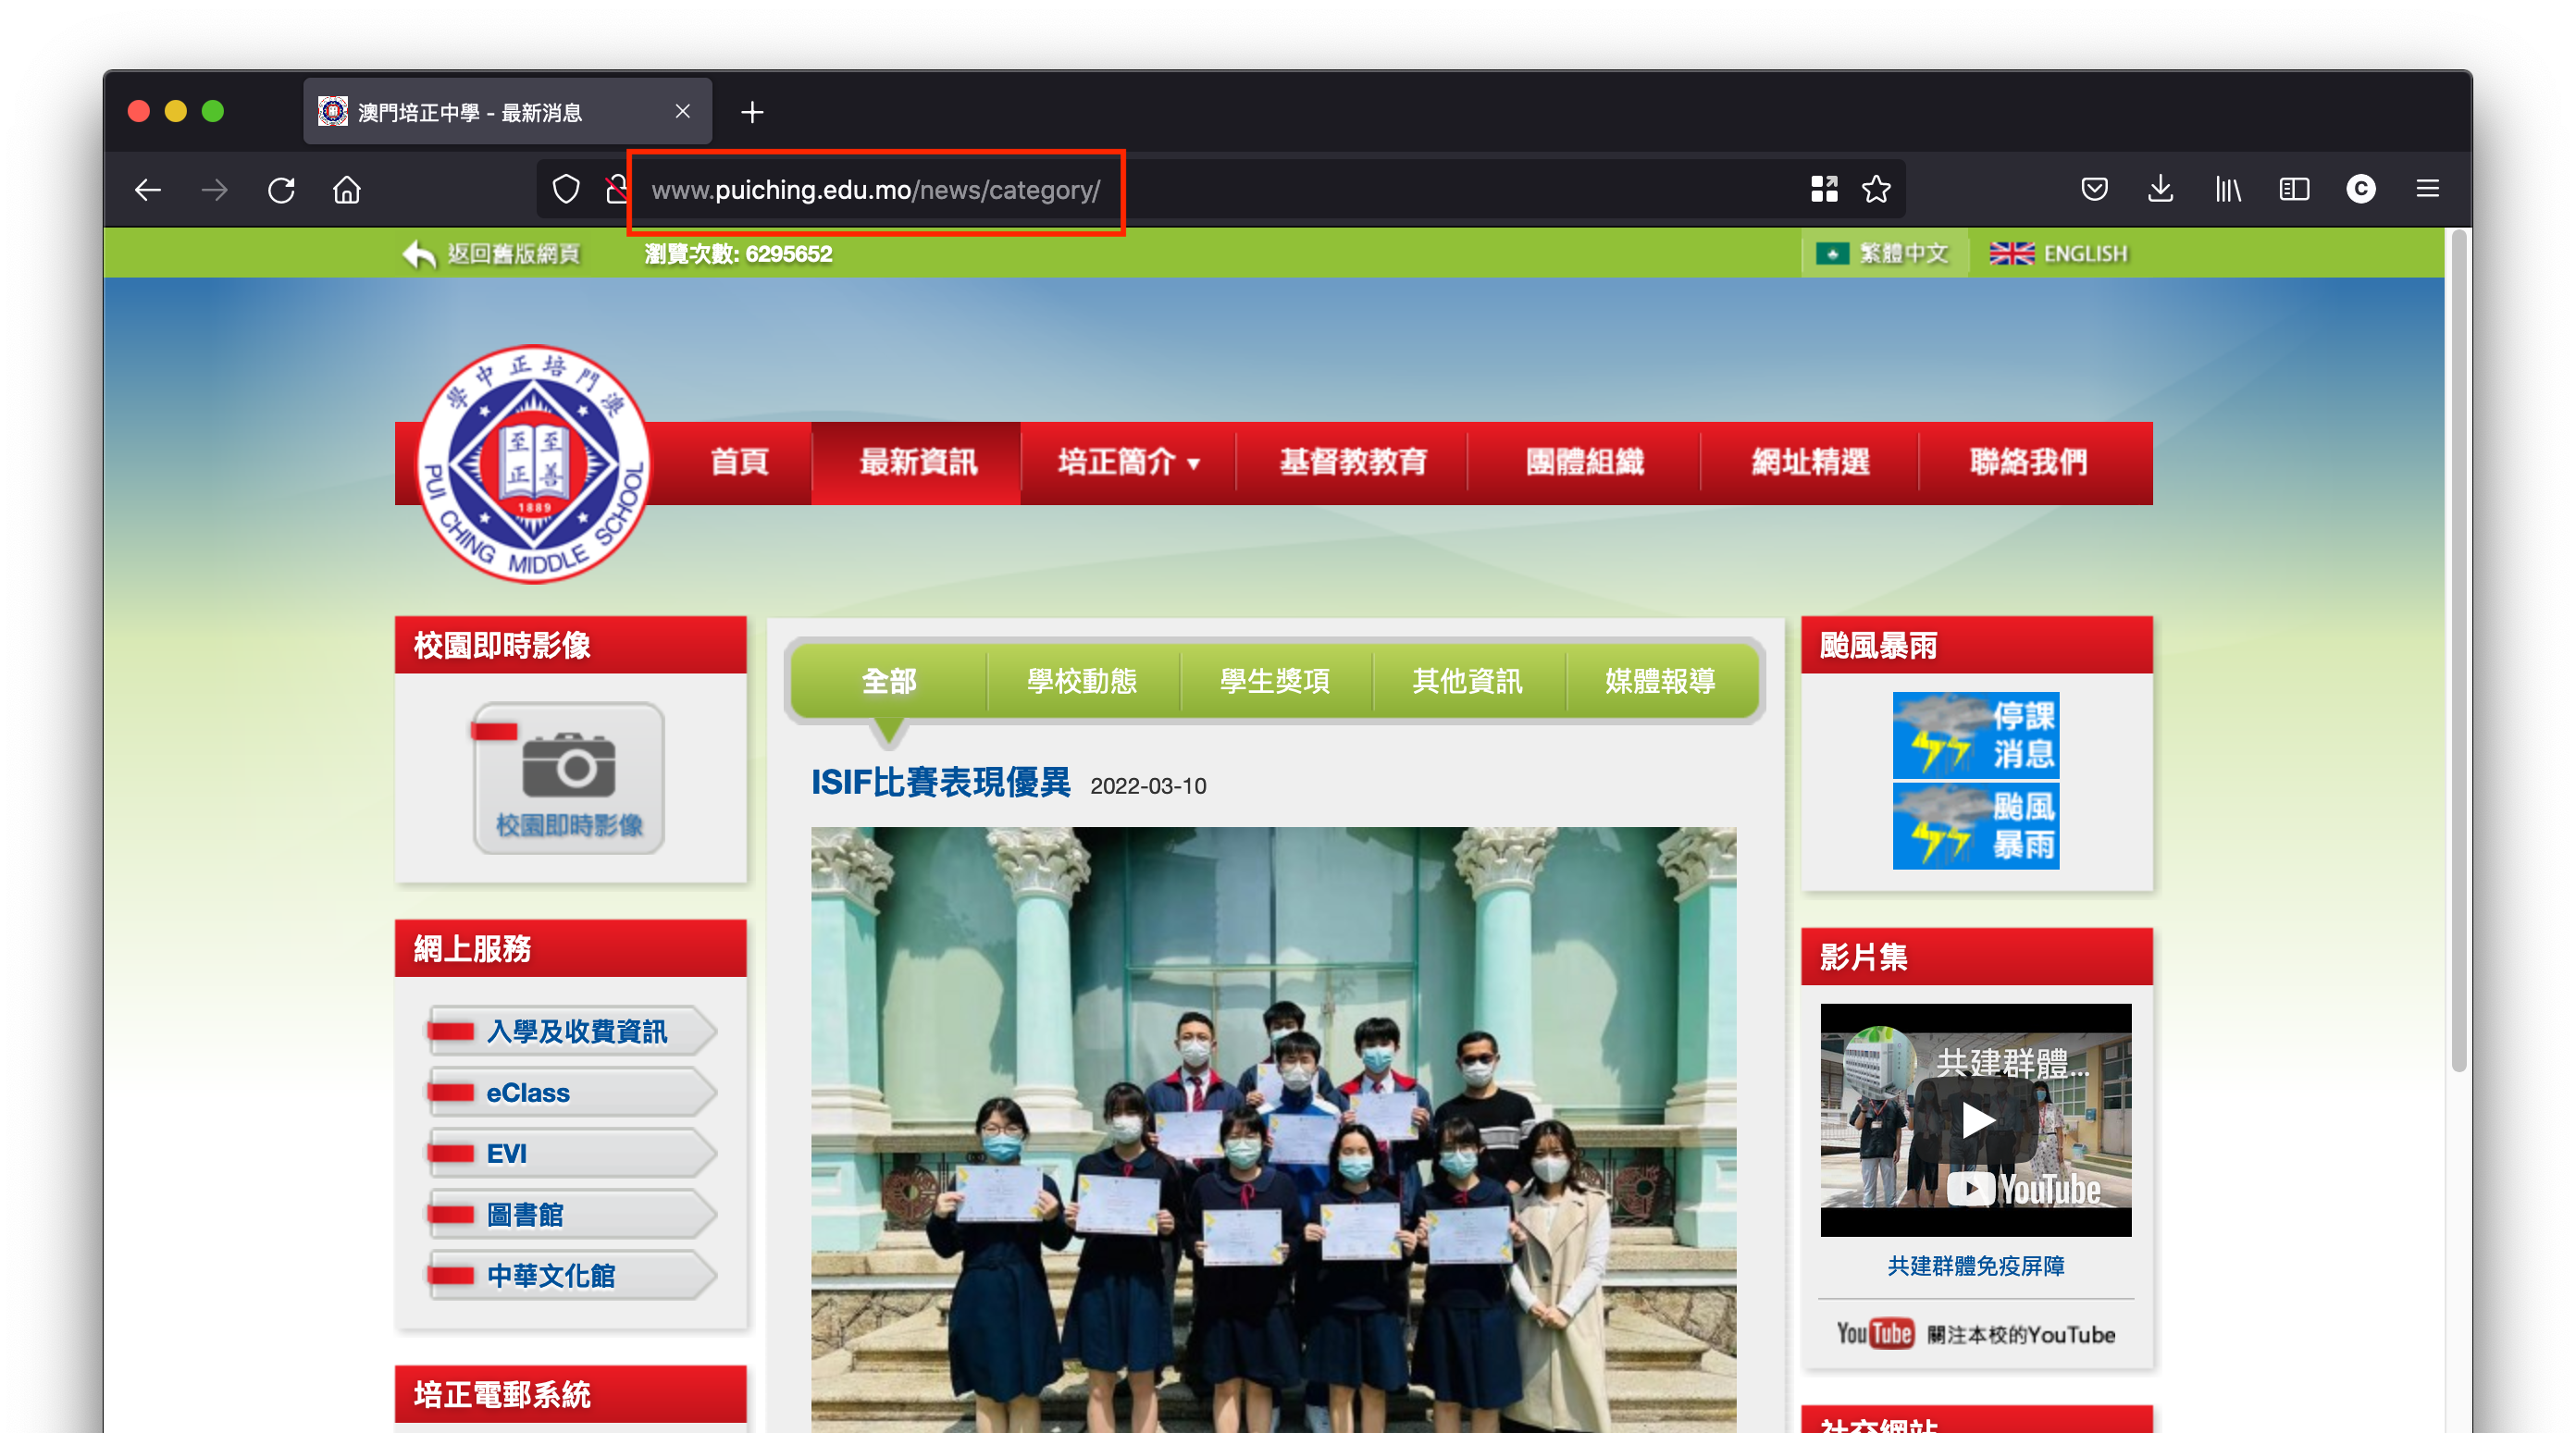 澳門培正中學 - 最新消息
www.puiching.edu.mo/news/category/
返回舊版網頁
瀏覽次數: 6295652
繁體中文
ENGLISH
學中正培門澳
至至
正善
1889
PUI CHING MIDDLE SCHOOL
首頁
最新資訊
培正簡介
基督教教育
團體組織
網址精選
聯絡我們
校園即時影像
校園即時影像
網上服務
入學及收費資訊
eClass
EVI
圖書館
中華文化館
培正電郵系統
全部
學校動態
學生獎項
其他資訊
媒體報導
ISIF比賽表現優異 2022-03-10
颱風暴雨
停課
消息
颱風
暴雨
影片集
共建群體...
YouTube
共建群體免疫屏障
YouTube 關注本校的YouTube
社交網站